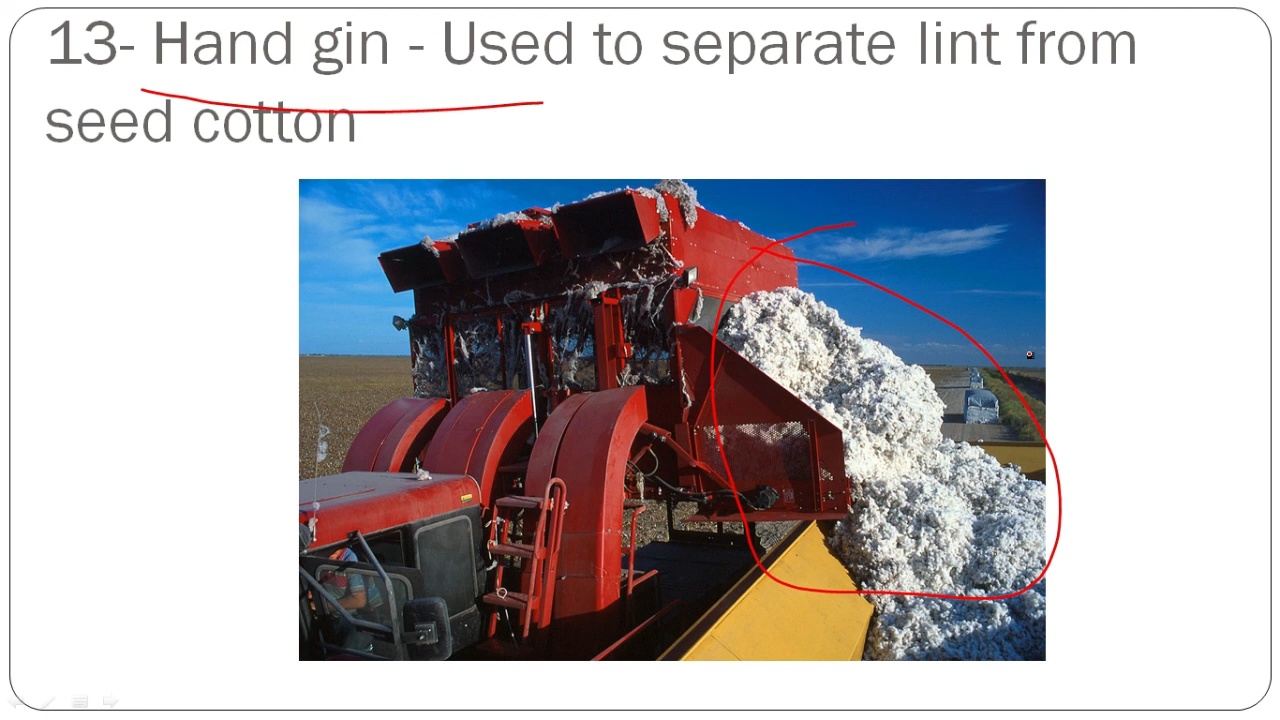 13- Hand gin - Used to separate lint from
seed cotton